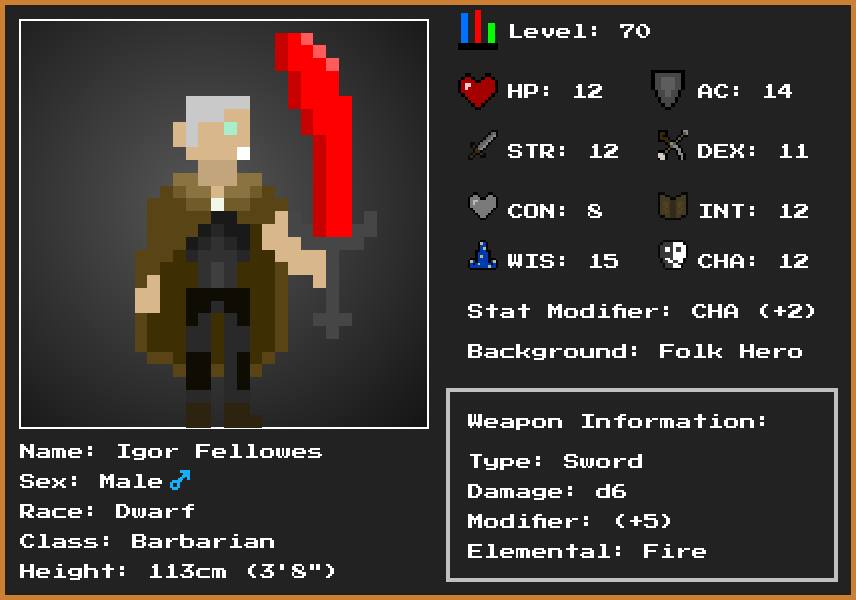 Level: 70
HP: 12
AC: 14
STR: 12
DEX: 11
CON: 8
INT: 12
WIS: 15
CHA: 12
Stat Modifier: CHA (+2)
Background: Folk Hero
Weapon Information:
Type: Sword
Damage: d6
Modifier: (+5)
Elemental: Fire
Name: Igor Fellowes
Sex: Male ♂
Race: Dwarf
Class: Barbarian
Height: 113cm (3'8")